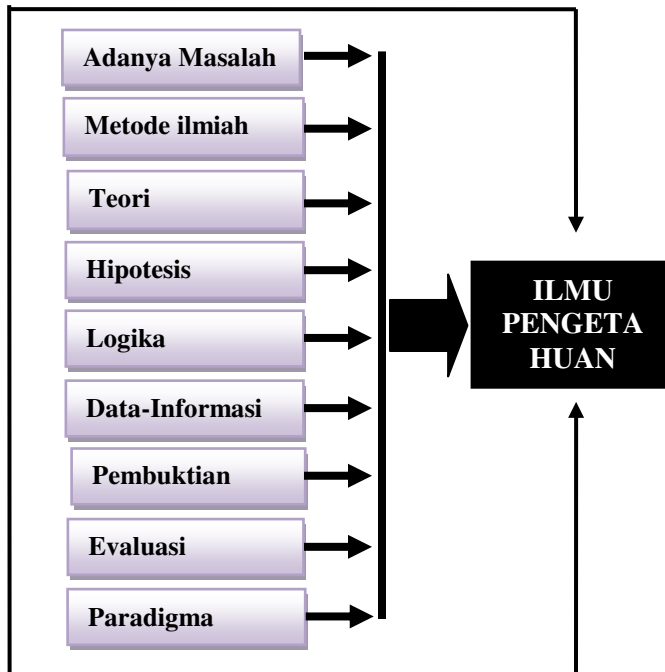 Adanya Masalah
Metode ilmiah
Teori
Hipotesis
Logika
Data-Informasi
Pembuktian
Evaluasi
Paradigma
ILMU
PENGETA
HUAN